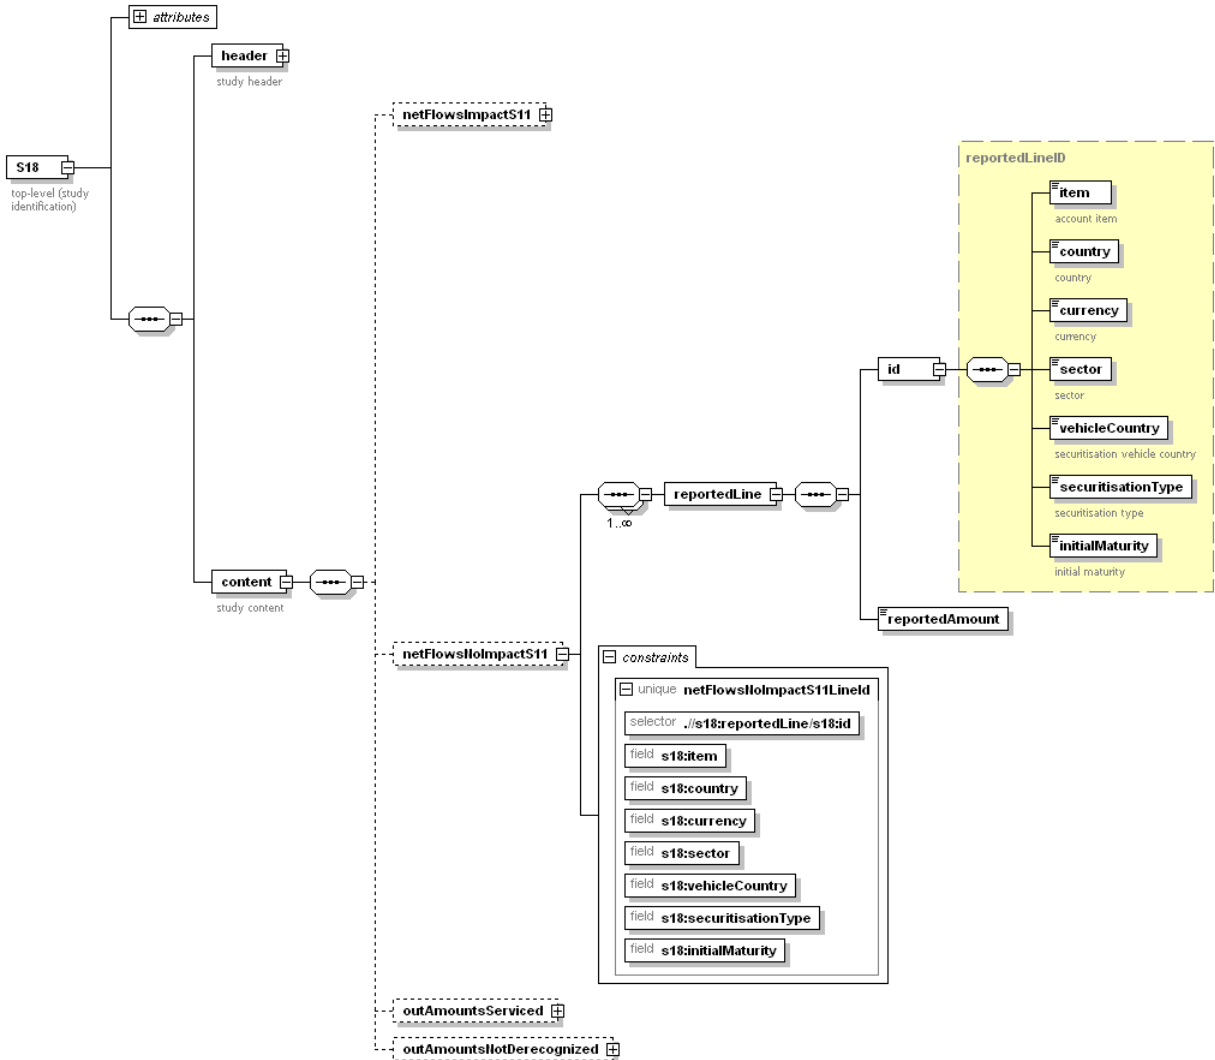 attributes
header
study header
netFlowsImpactS11
S18
top-level (study
identification)
reportedLineID
item
account item
country
country
currency
currency
id
sector
sector
vehicleCountry
securitisation vehicle country
securitisationType
securitisation type
initialMaturity
initial maturity
reportedLine
1..∞
content
study content
reportedAmount
netFlowsNoImpactS11
constraints
unique netFlowsNoImpactS11LineId
selector .//s18:reportedLine/s18:id
field s18:item
field s18:country
field s18:currency
field s18:sector
field s18:vehicleCountry
field s18:securitisationType
field s18:initialMaturity
outAmountsServiced
outAmountsNotDerecognized